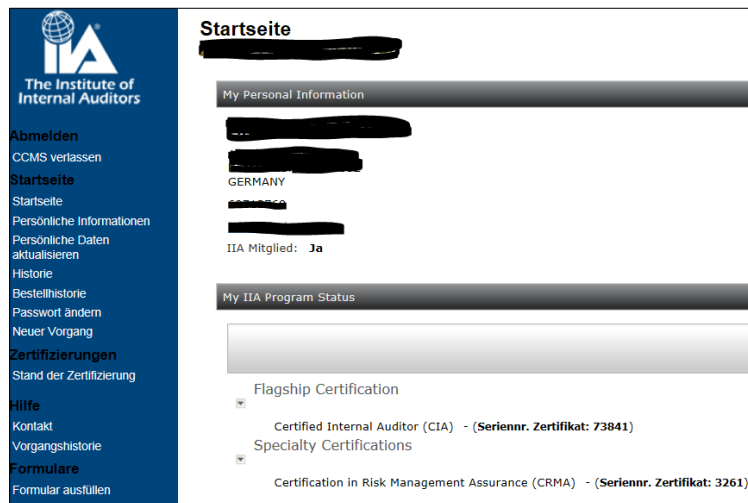 IIA
The Institute of
Internal Auditors
Abmelden
CCMS verlassen
Startseite
Startseite
Persönliche Informationen
Persönliche Daten
aktualisieren
Historie
Bestellhistorie
Passwort ändern
Neuer Vorgang
Zertifizierungen
Stand der Zertifizierung
Hilfe
Kontakt
Vorgangshistorie
Formulare
Formular ausfüllen
Startseite
My Personal Information
GERMANY
IIA Mitglied: Ja
My IIA Program Status
Flagship Certification
Certified Internal Auditor (CIA) - (Seriennr. Zertifikat: 73841)
Specialty Certifications
Certification in Risk Management Assurance (CRMA) - (Seriennr. Zertifikat: 3261)